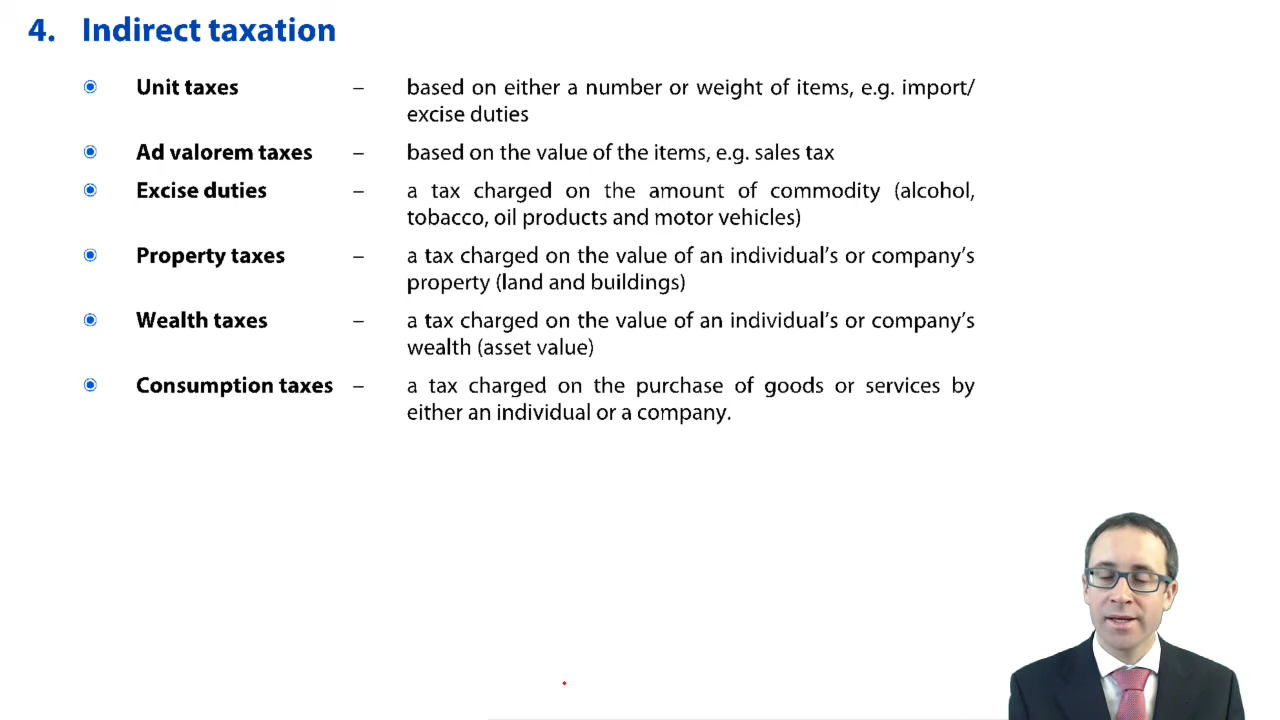 4. Indirect taxation
Unit taxes – based on either a number or weight of items, e.g. import/
excise duties
Ad valorem taxes – based on the value of the items, e.g. sales tax
Excise duties – a tax charged on the amount of commodity (alcohol,
tobacco, oil products and motor vehicles)
Property taxes – a tax charged on the value of an individual’s or company’s
property (land and buildings)
Wealth taxes – a tax charged on the value of an individual’s or company’s
wealth (asset value)
Consumption taxes – a tax charged on the purchase of goods or services by
either an individual or a company.